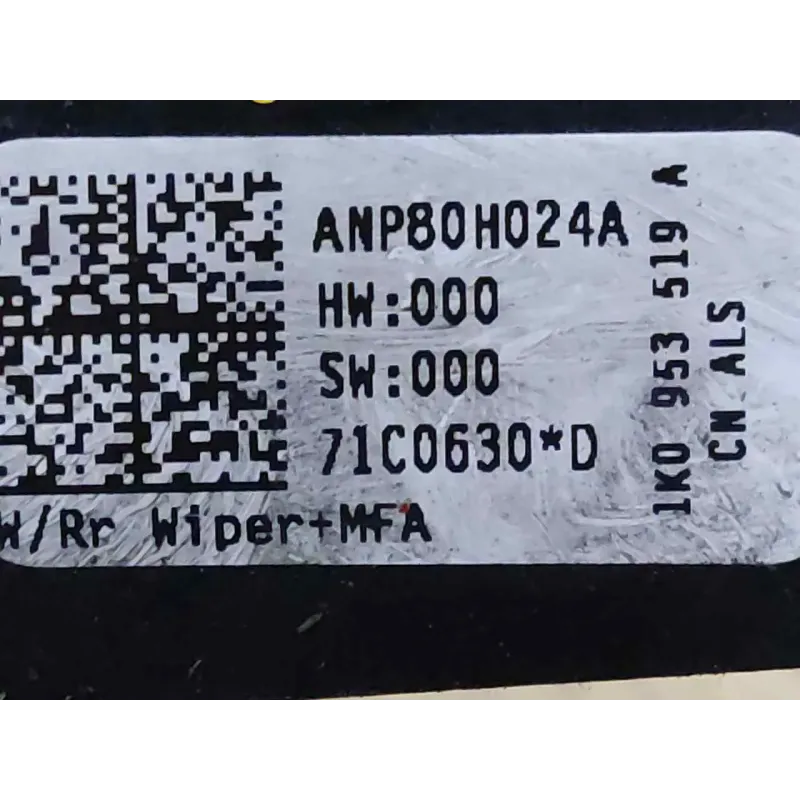 ANP80H024A
HW:000
SW:000
71C0630*D
W/Rr Wiper+MFA
1K0 953 519 A
CN ALS